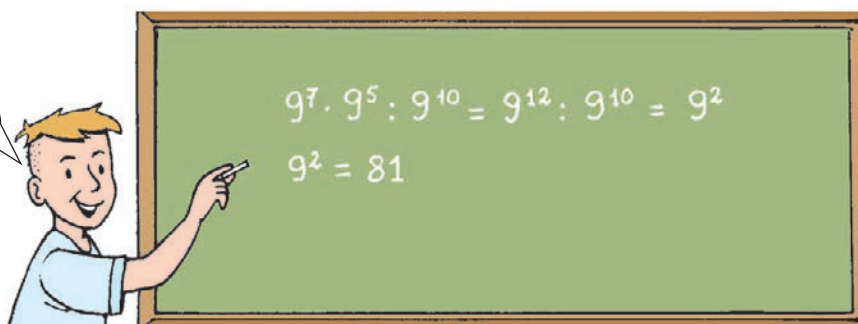 9⁷ . 9⁵ : 9¹⁰ = 9¹² : 9¹⁰ = 9²
9² = 81